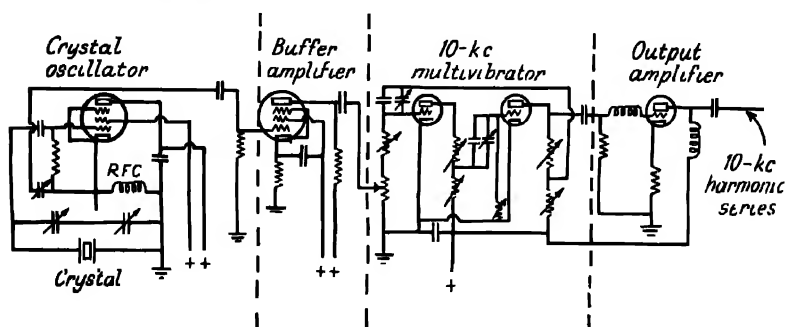 Crystal
oscillator
Buffer
amplifier
10-kc
multivibrator
Output
amplifier
RFC
10-kc
harmonic
series
Crystal
++
++
+